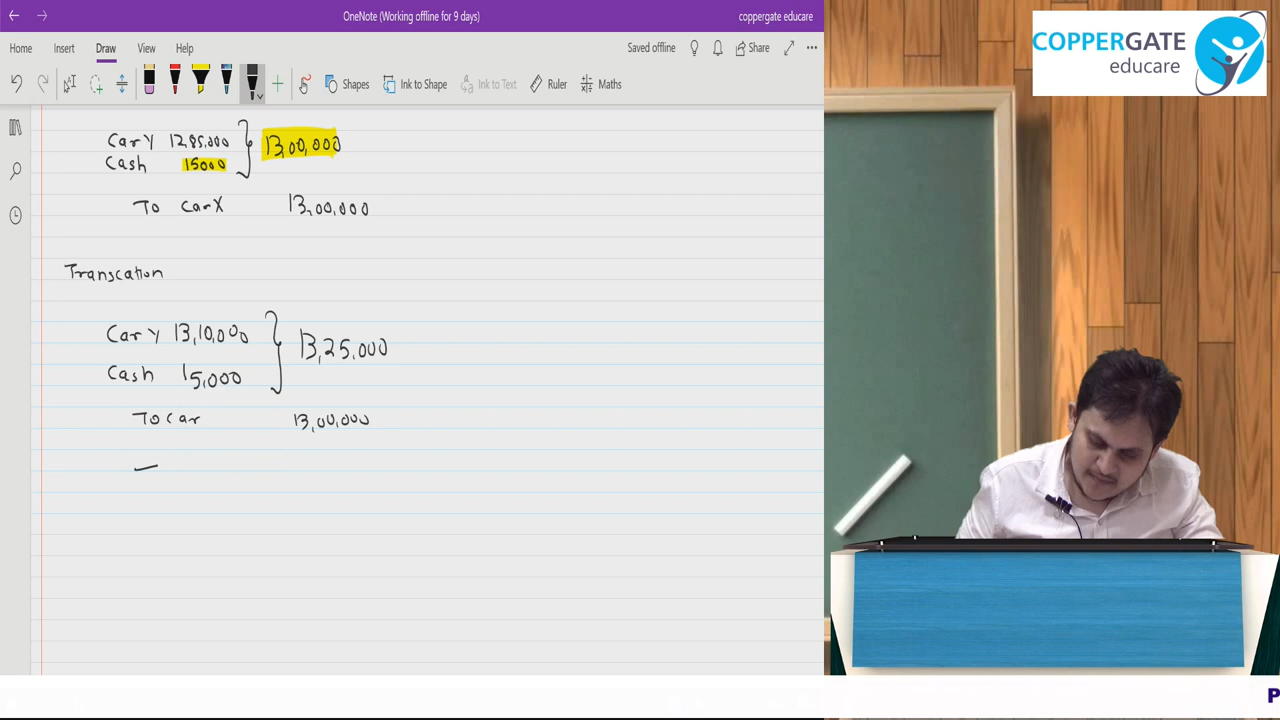 OneNote (Working offline for 9 days)
coppergate educare
Home Insert Draw View Help
Saved offline
Share
Shapes Ink to Shape Ink to Text Ruler Maths
COPPERGATE
educare
Car Y 12,85,000
13,00,000
Cash 15000
To Car X 13,00,000
Transcation
Car Y 13,10,000
13,25,000
Cash 15,000
To Car 13,00,000
P